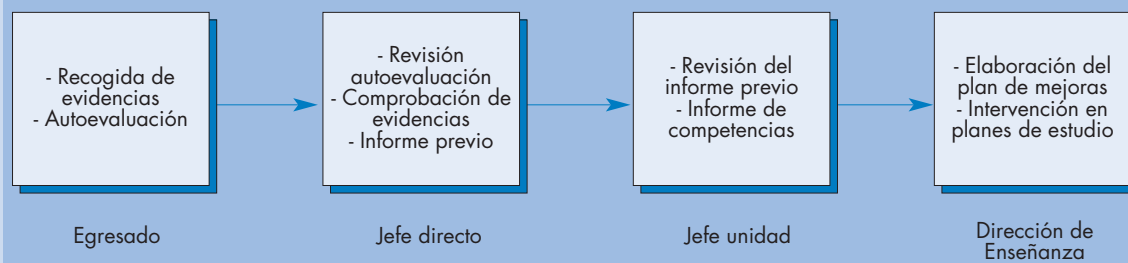 - Recogida de
evidencias
- Autoevaluación
Egresado
- Revisión
autoevaluación
- Comprobación de
evidencias
- Informe previo
Jefe directo
- Revisión del
informe previo
- Informe de
competencias
Jefe unidad
- Elaboración del
plan de mejoras
- Intervención en
planes de estudio
Dirección de
Enseñanza